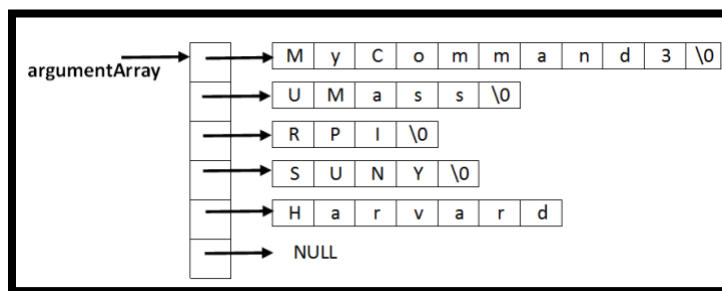 argumentArray
M y C o m m a n d 3 \0
U M a s s \0
R P I \0
S U N Y \0
H a r v a r d
NULL